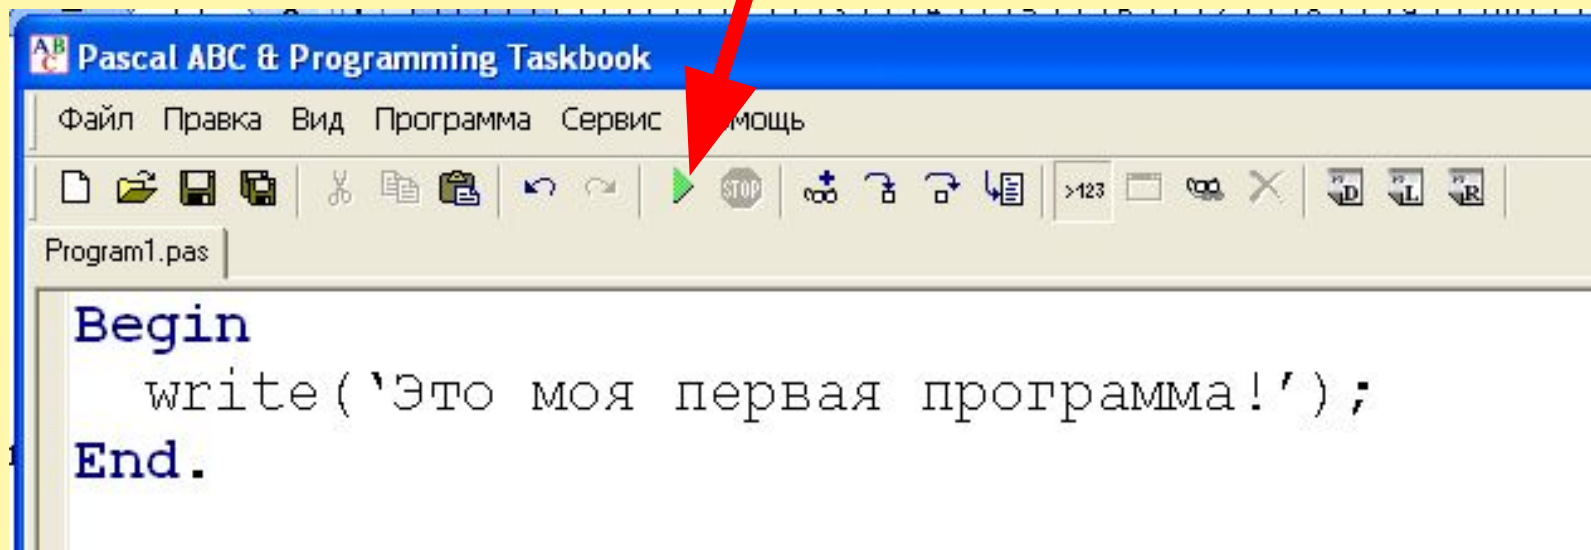 Pascal ABC & Programming Taskbook
Файл Правка Вид Программа Сервис мощь
STOP >123 D L R
Program1.pas
Begin
write(‘Это моя первая программа!’);
End.